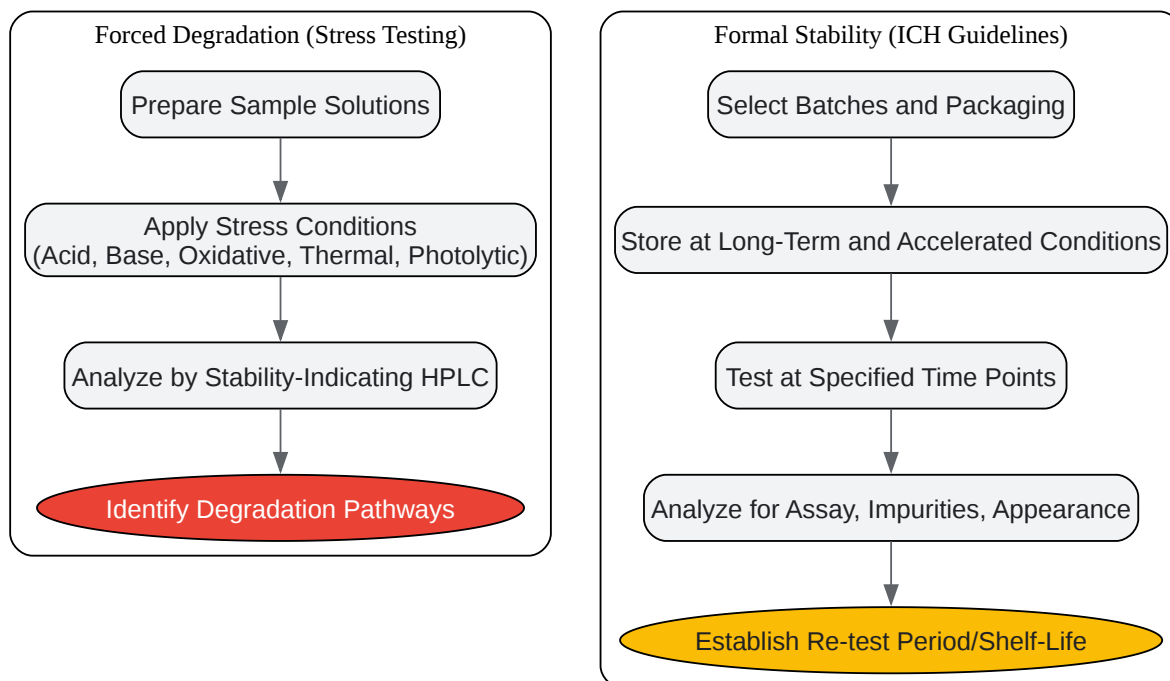 Forced Degradation (Stress Testing)
Prepare Sample Solutions
Apply Stress Conditions
(Acid, Base, Oxidative, Thermal, Photolytic)
Analyze by Stability-Indicating HPLC
Identify Degradation Pathways
Formal Stability (ICH Guidelines)
Select Batches and Packaging
Store at Long-Term and Accelerated Conditions
Test at Specified Time Points
Analyze for Assay, Impurities, Appearance
Establish Re-test Period/Shelf-Life